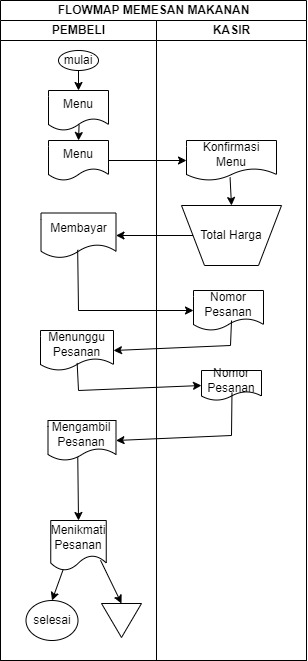 FLOWMAP MEMESAN MAKANAN
PEMBELI
KASIR
mulai
Menu
Menu
Konfirmasi
Menu
Total Harga
Membayar
Nomor
Pesanan
Menunggu
Pesanan
Nomor
Pesanan
Mengambil
Pesanan
Menikmati
Pesanan
selesai